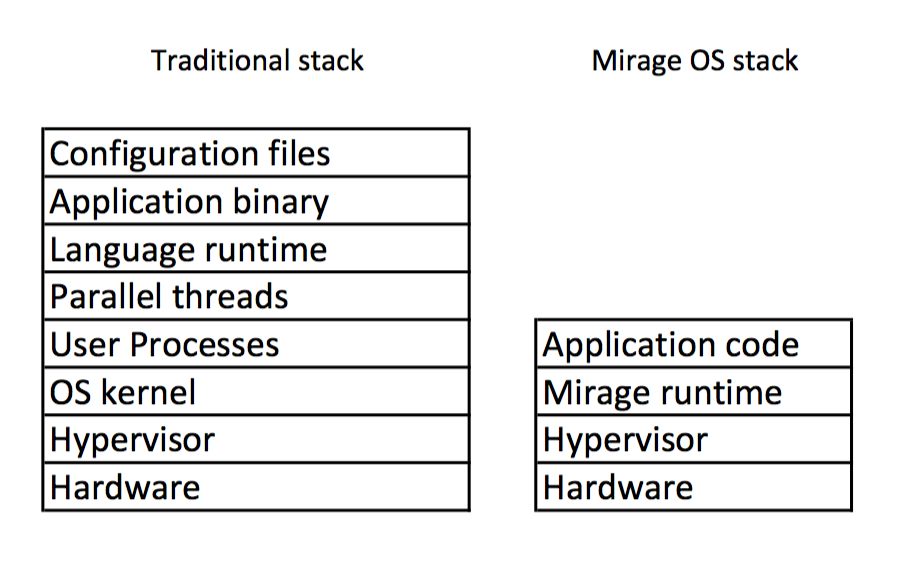 Traditional stack
Configuration files
Application binary
Language runtime
Parallel threads
User Processes
OS kernel
Hypervisor
Hardware
Mirage OS stack
Application code
Mirage runtime
Hypervisor
Hardware